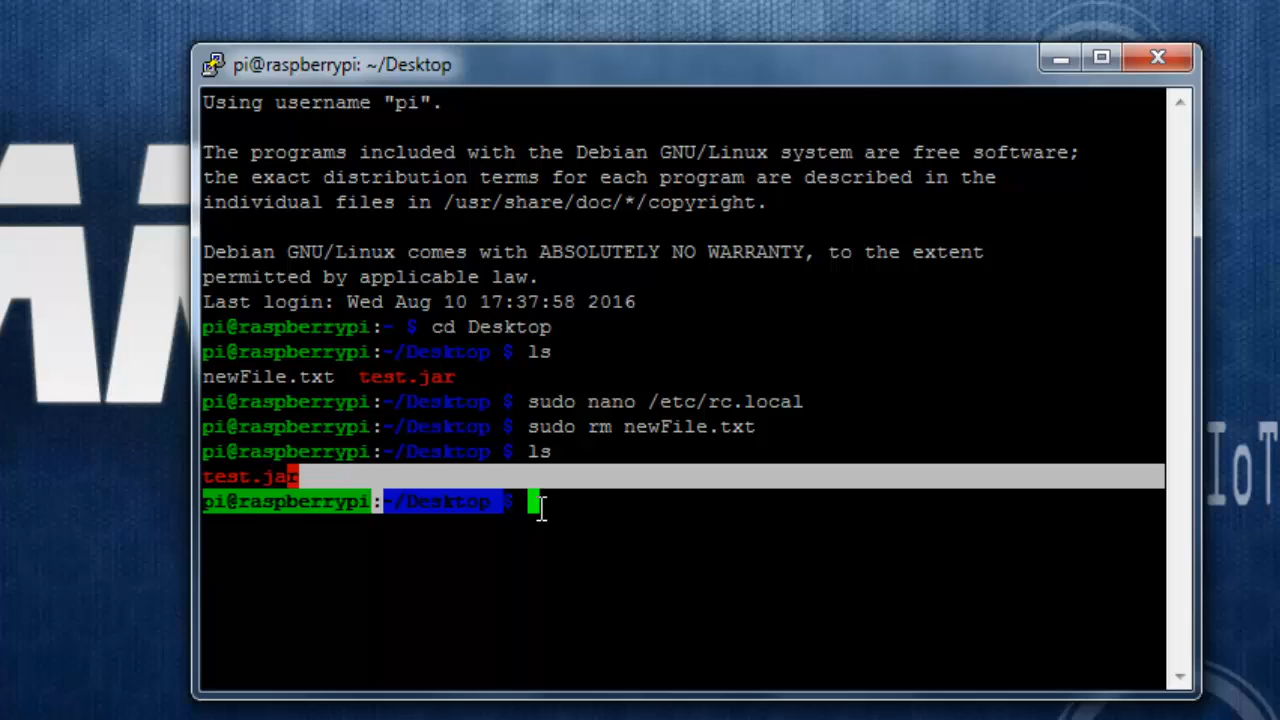 pi@raspberrypi: ~/Desktop
Using username "pi".
The programs included with the Debian GNU/Linux system are free software;
the exact distribution terms for each program are described in the
individual files in /usr/share/doc/*/copyright.
Debian GNU/Linux comes with ABSOLUTELY NO WARRANTY, to the extent
permitted by applicable law.
Last login: Wed Aug 10 17:37:58 2016
pi@raspberrypi:~ $ cd Desktop
pi@raspberrypi:~/Desktop $ ls
newFile.txt  test.jar
pi@raspberrypi:~/Desktop $ sudo nano /etc/rc.local
pi@raspberrypi:~/Desktop $ sudo rm newFile.txt
pi@raspberrypi:~/Desktop $ ls
test.jar
pi@raspberrypi:~/Desktop $
IoT